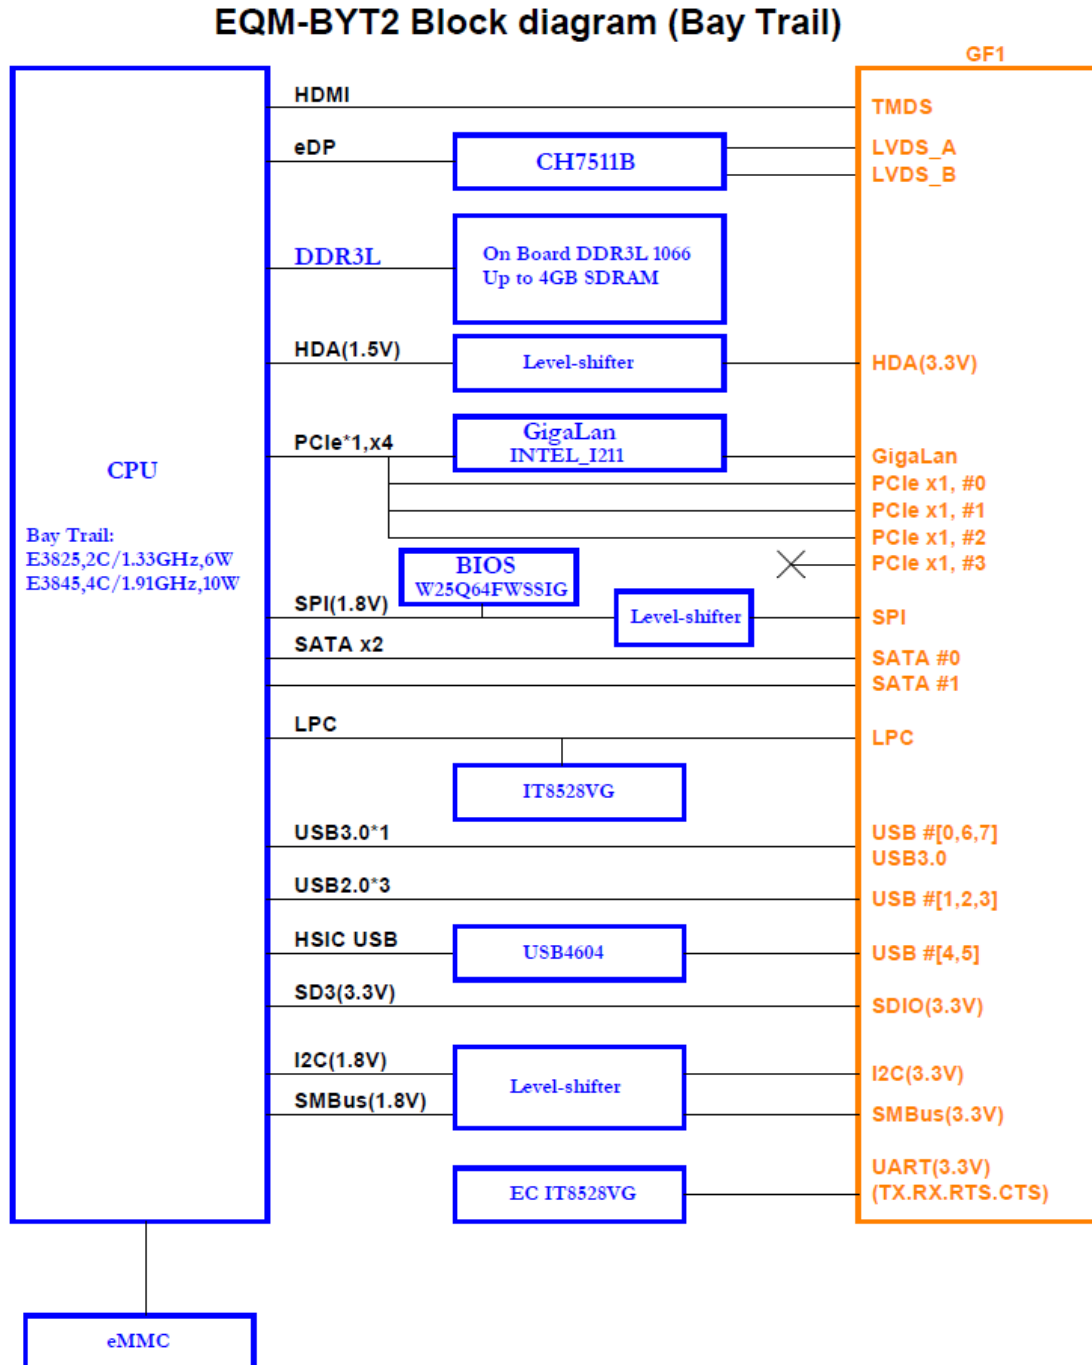 EQM-BYT2 Block diagram (Bay Trail)
GF1
HDMI
TMDS
eDP
CH7511B
LVDS_A
LVDS_B
DDR3L
On Board DDR3L 1066
Up to 4GB SDRAM
HDA(1.5V)
Level-shifter
HDA(3.3V)
PCIe*1,x4
GigaLan
INTEL_I211
GigaLan
PCIe x1, #0
PCIe x1, #1
PCIe x1, #2
PCIe x1, #3
CPU
Bay Trail:
E3825,2C/1.33GHz,6W
E3845,4C/1.91GHz,10W
BIOS
W25Q64FWSSIG
SPI(1.8V)
Level-shifter
SPI
SATA x2
SATA #0
SATA #1
LPC
LPC
IT8528VG
USB3.0*1
USB #[0,6,7]
USB3.0
USB2.0*3
USB #[1,2,3]
HSIC USB
USB4604
USB #[4,5]
SD3(3.3V)
SDIO(3.3V)
I2C(1.8V)
Level-shifter
I2C(3.3V)
SMBus(1.8V)
SMBus(3.3V)
EC IT8528VG
UART(3.3V)
(TX.RX.RTS.CTS)
eMMC